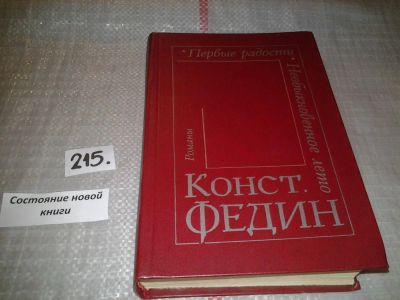 * Первые радости
* Необыкновенное лето
Романы
Конст.
ФЕДИН
215.
Состояние новой
книги